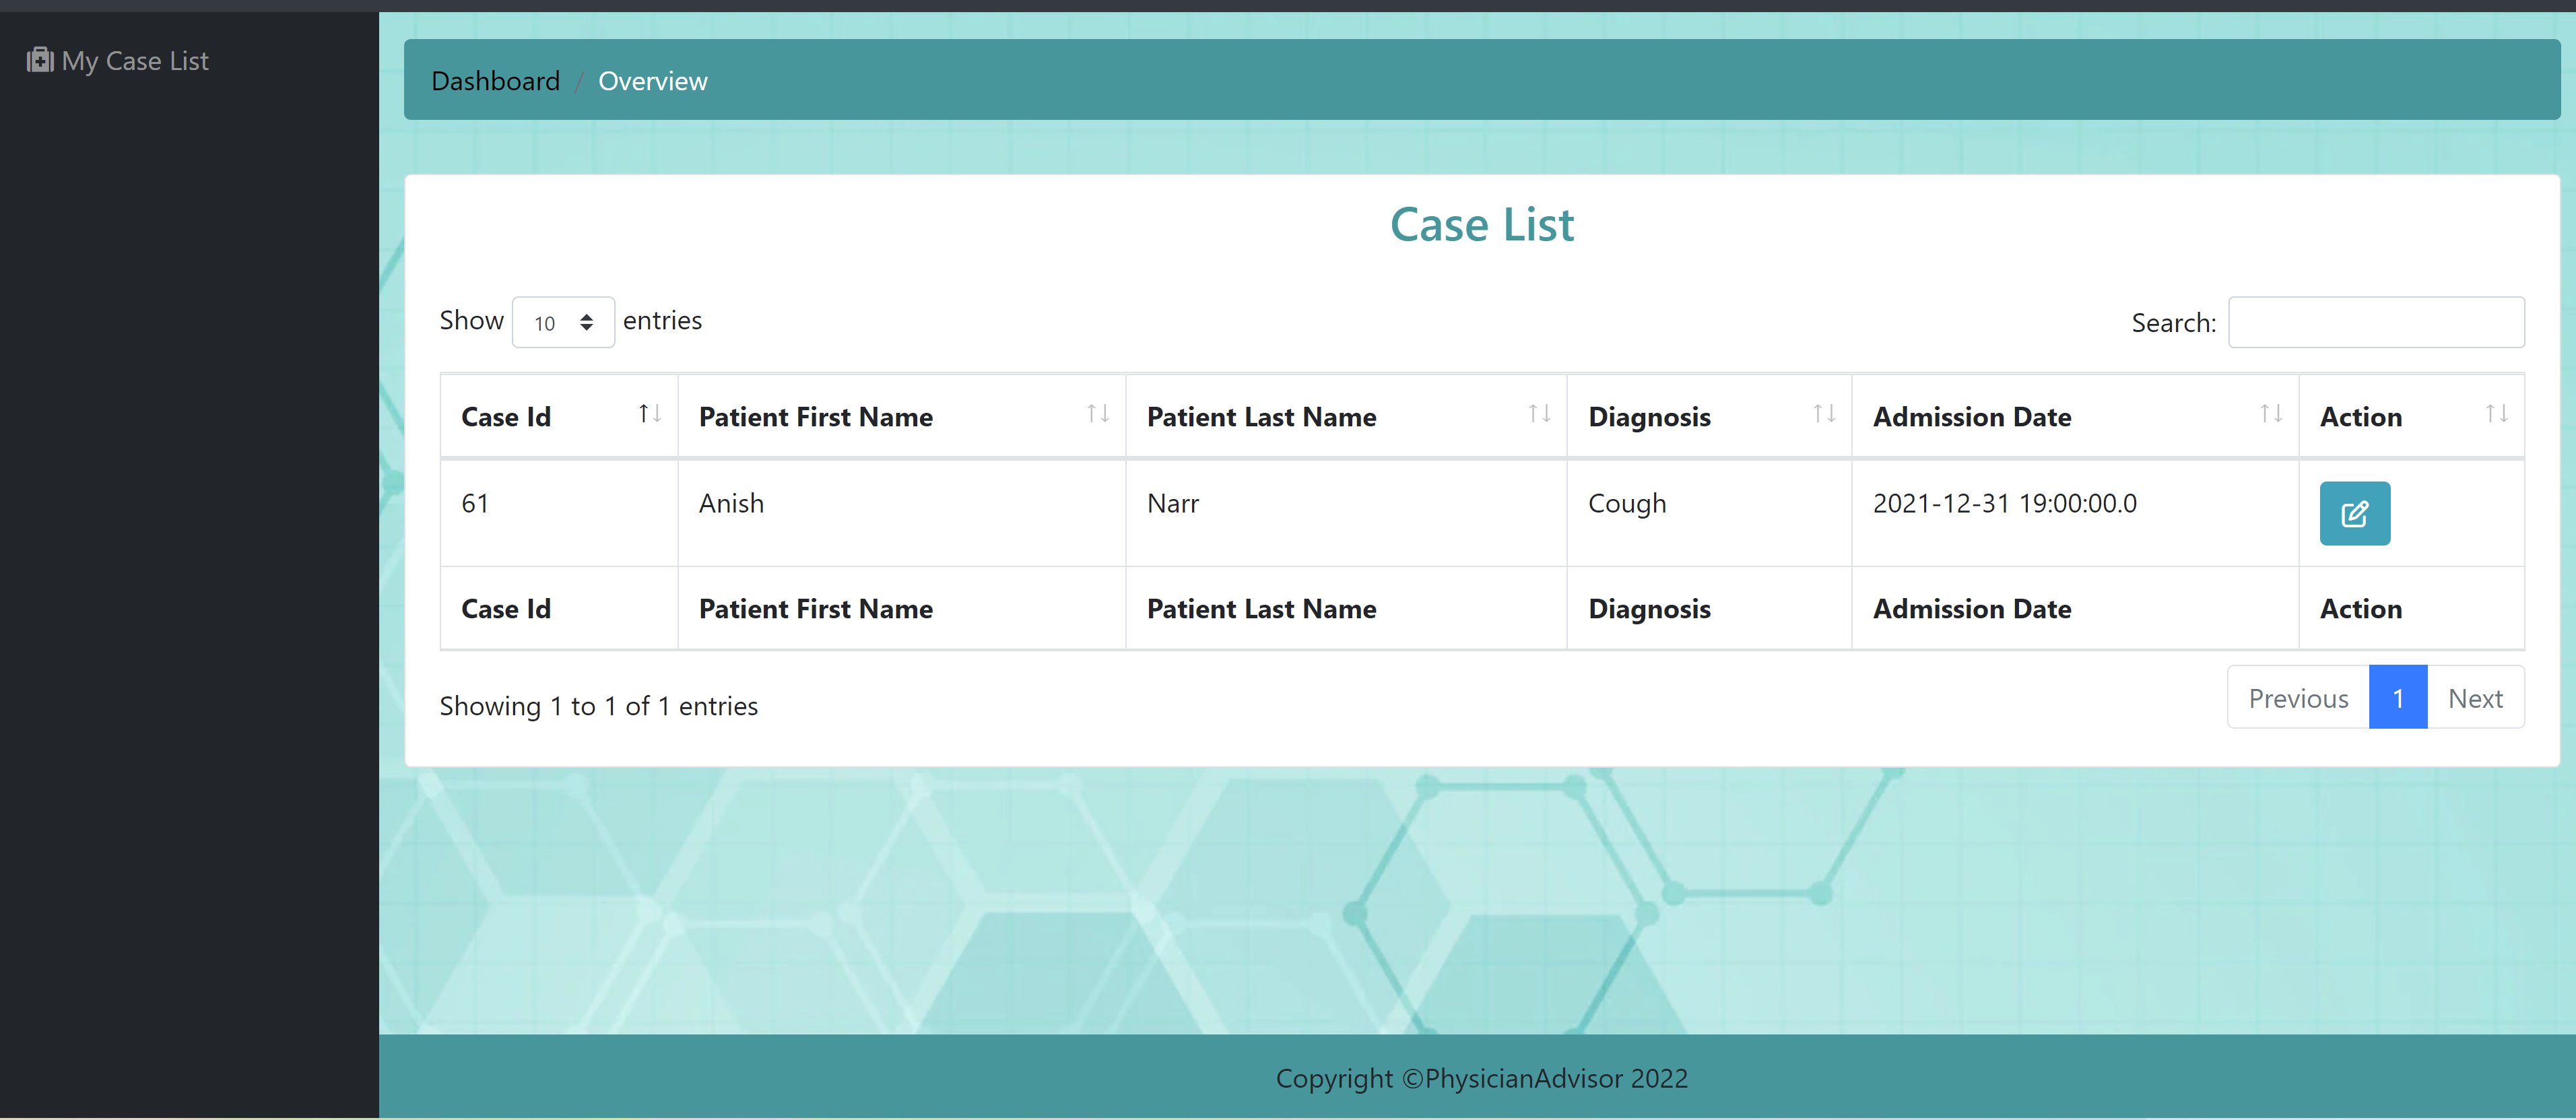 My Case List
Dashboard / Overview
Case List
Show 10 entries
Search:
Case Id Patient First Name Patient Last Name Diagnosis Admission Date Action
61 Anish Narr Cough 2021-12-31 19:00:00.0
Case Id Patient First Name Patient Last Name Diagnosis Admission Date Action
Showing 1 to 1 of 1 entries
Previous 1 Next
Copyright ©PhysicianAdvisor 2022